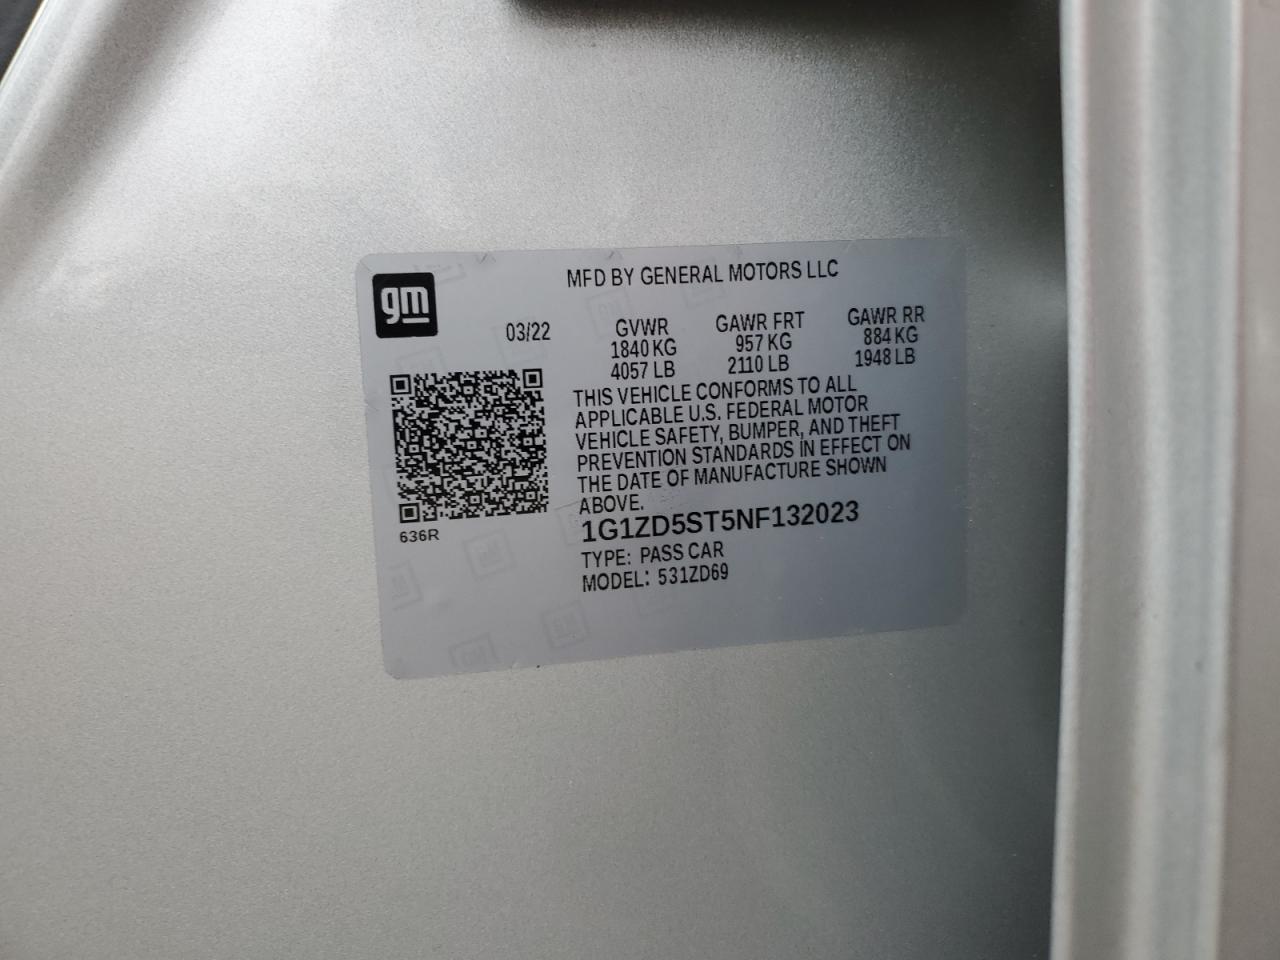 gm
MFD BY GENERAL MOTORS LLC
03/22 GVWR GAWR FRT GAWR RR
1840 KG 957 KG 884 KG
4057 LB 2110 LB 1948 LB
THIS VEHICLE CONFORMS TO ALL
APPLICABLE U.S. FEDERAL MOTOR
VEHICLE SAFETY, BUMPER, AND THEFT
PREVENTION STANDARDS IN EFFECT ON
THE DATE OF MANUFACTURE SHOWN
ABOVE.
636R
1G1ZD5ST5NF132023
TYPE: PASS CAR
MODEL: 531ZD69